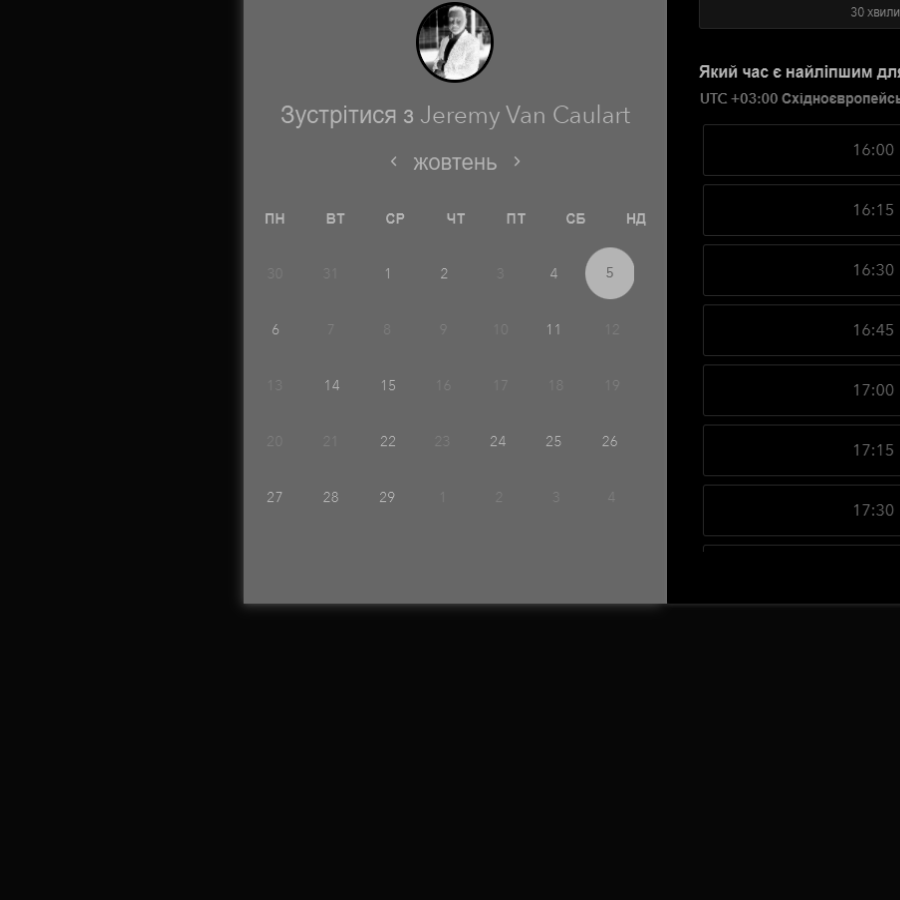 Зустрітися з Jeremy Van Caulart
жовтень
ПН ВТ СР ЧТ ПТ СБ НД
30 31 1 2 3 4 5
6 7 8 9 10 11 12
13 14 15 16 17 18 19
20 21 22 23 24 25 26
27 28 29 1 2 3 4
30 хвили
Який час є найліпшим для
UTC +03:00 Східноєвропейсь
16:00
16:15
16:30
16:45
17:00
17:15
17:30